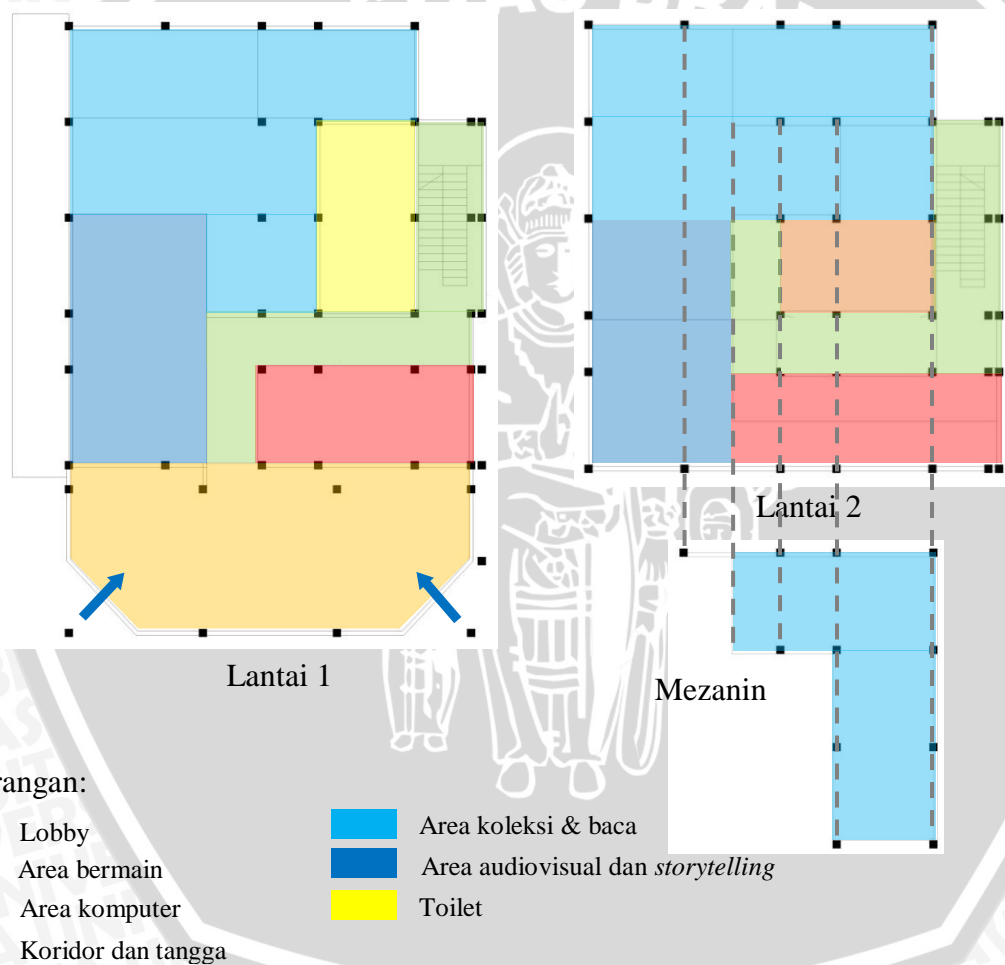 Lantai 1
Lantai 2
Mezanin
rangan:
Lobby
Area bermain
Area komputer
Koridor dan tangga
Area koleksi & baca
Area audiovisual dan storytelling
Toilet